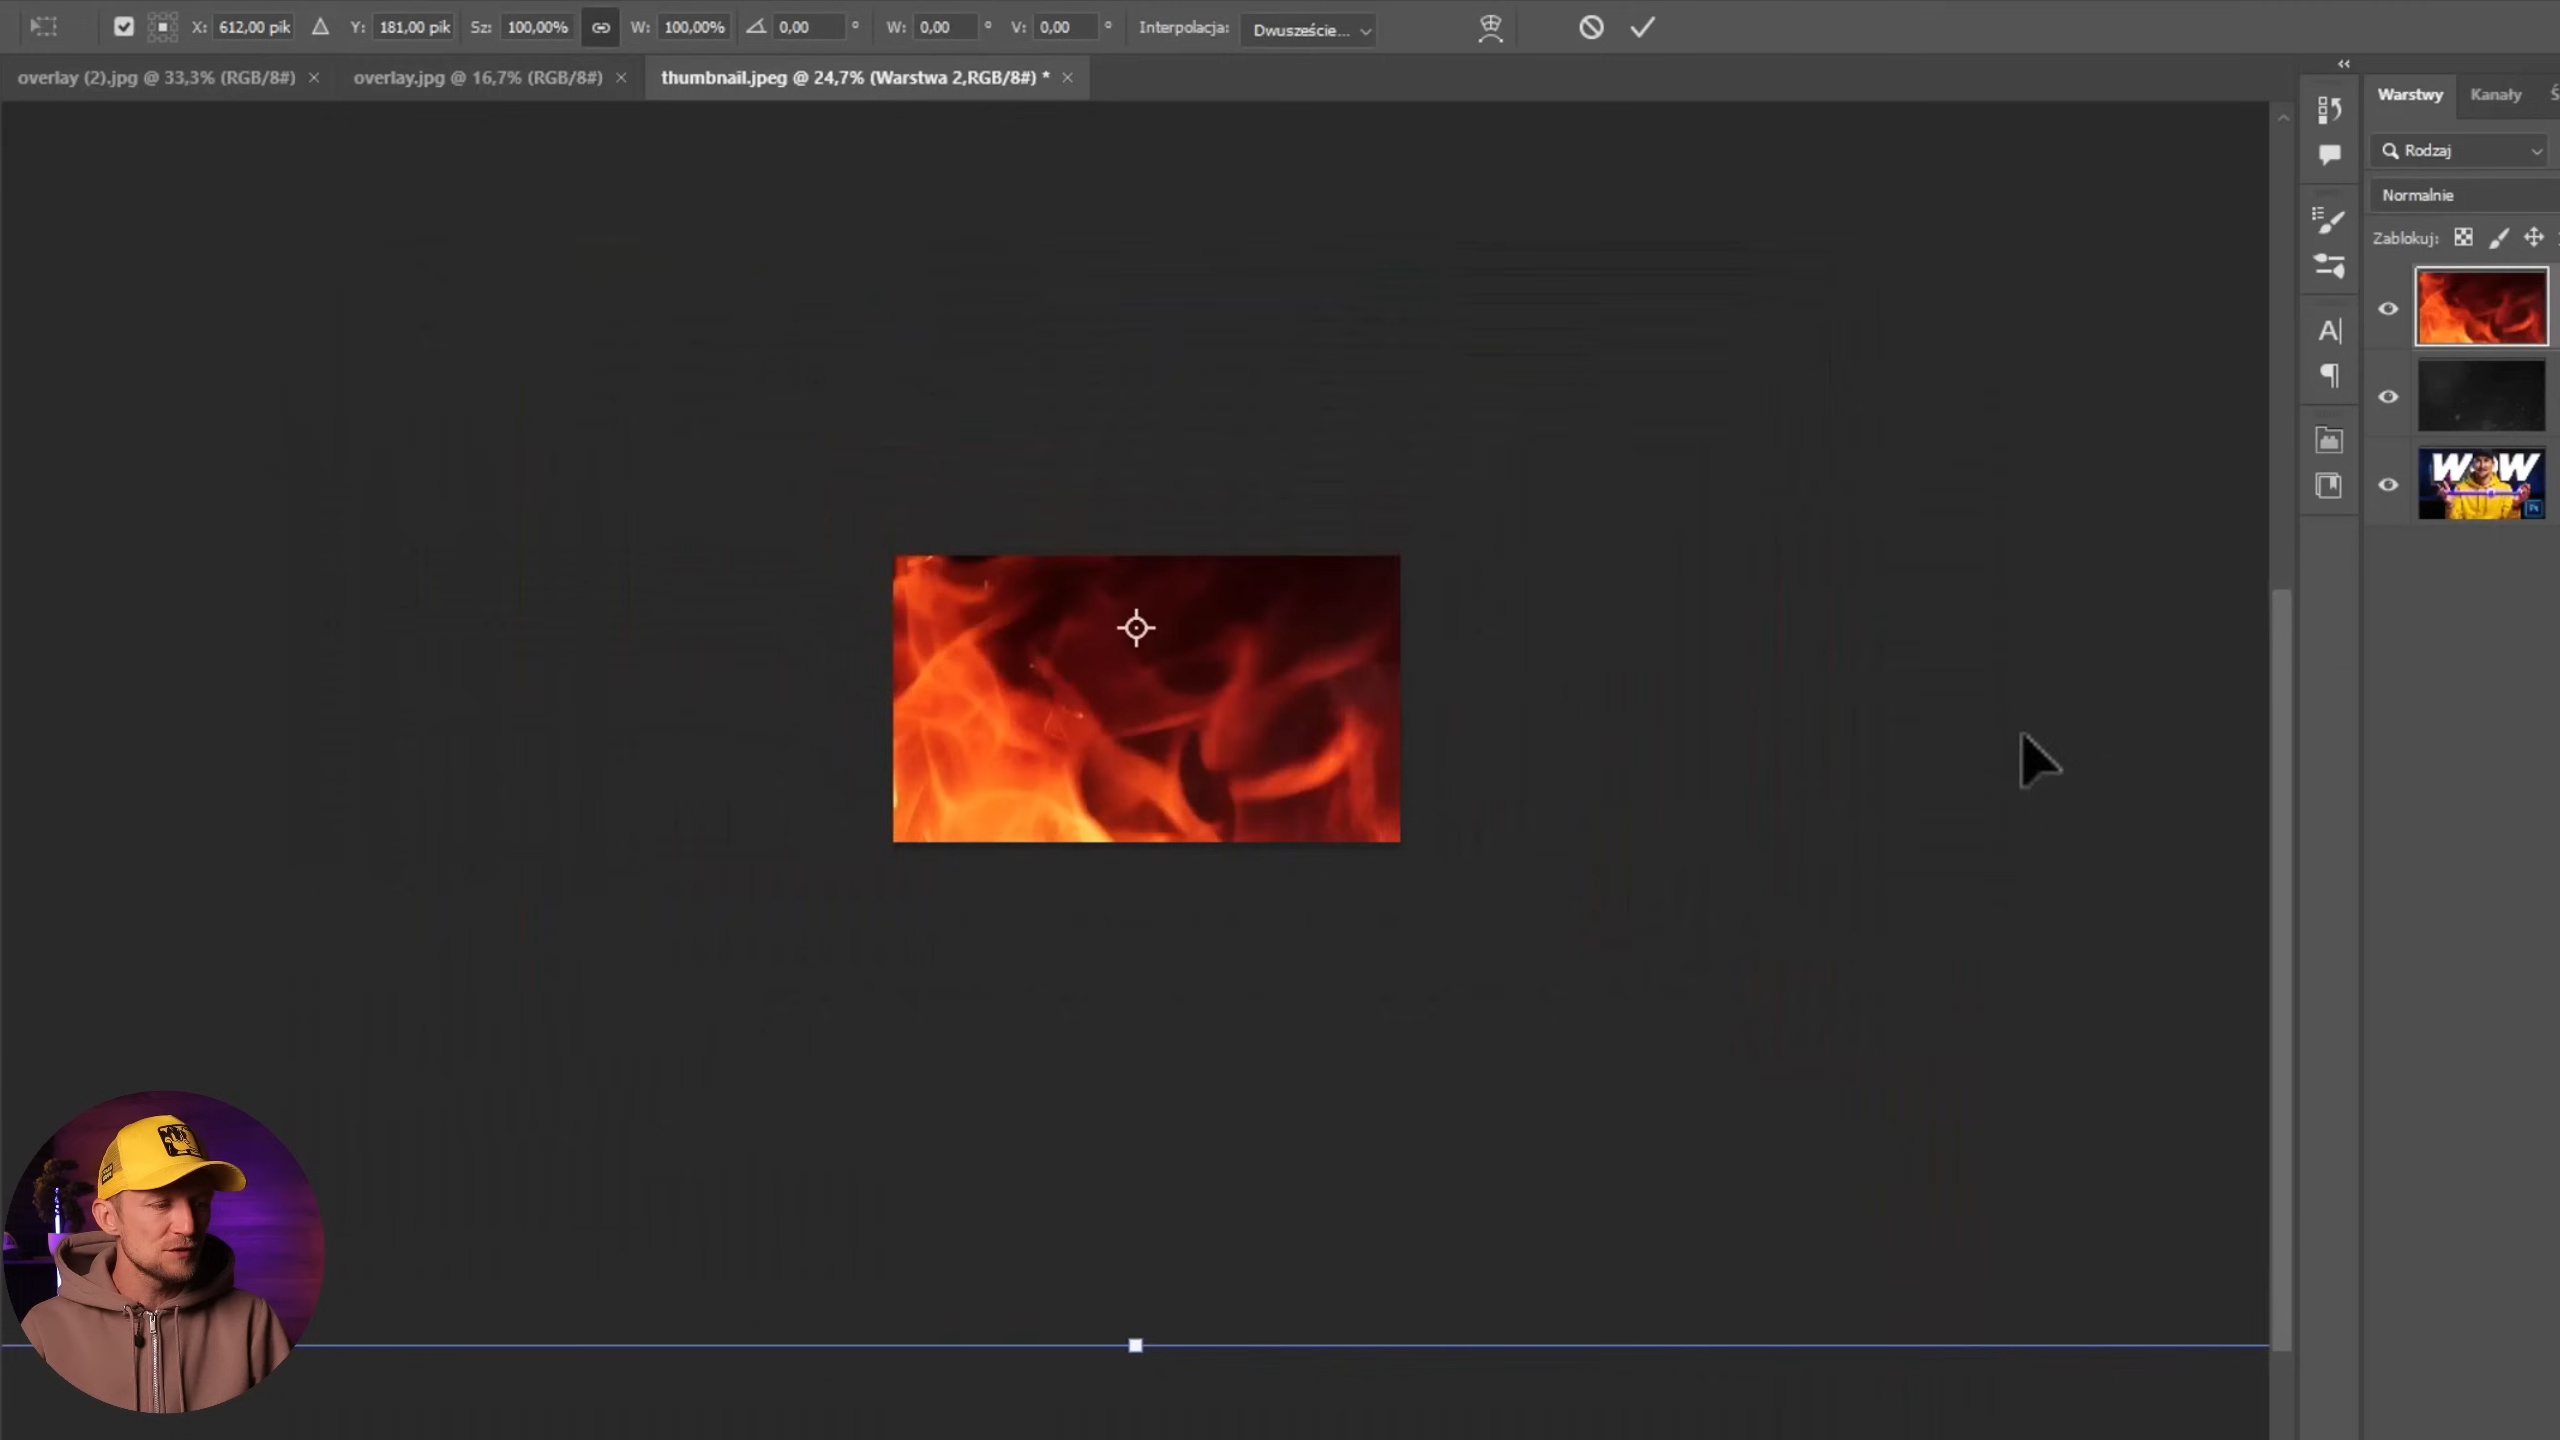 X: 612,00 pik Y: 181,00 pik Sz: 100,00% W: 100,00% 0,00 ° W: 0,00 ° V: 0,00 ° Interpolacja: Dwuszeście...
overlay (2).jpg @ 33,3% (RGB/8#) × overlay.jpg @ 16,7% (RGB/8#) × thumbnail.jpeg @ 24,7% (Warstwa 2,RGB/8#) * ×
Warstwy Kanały Ś
Rodzaj
Normalnie
Zablokuj:
WOW
Ps